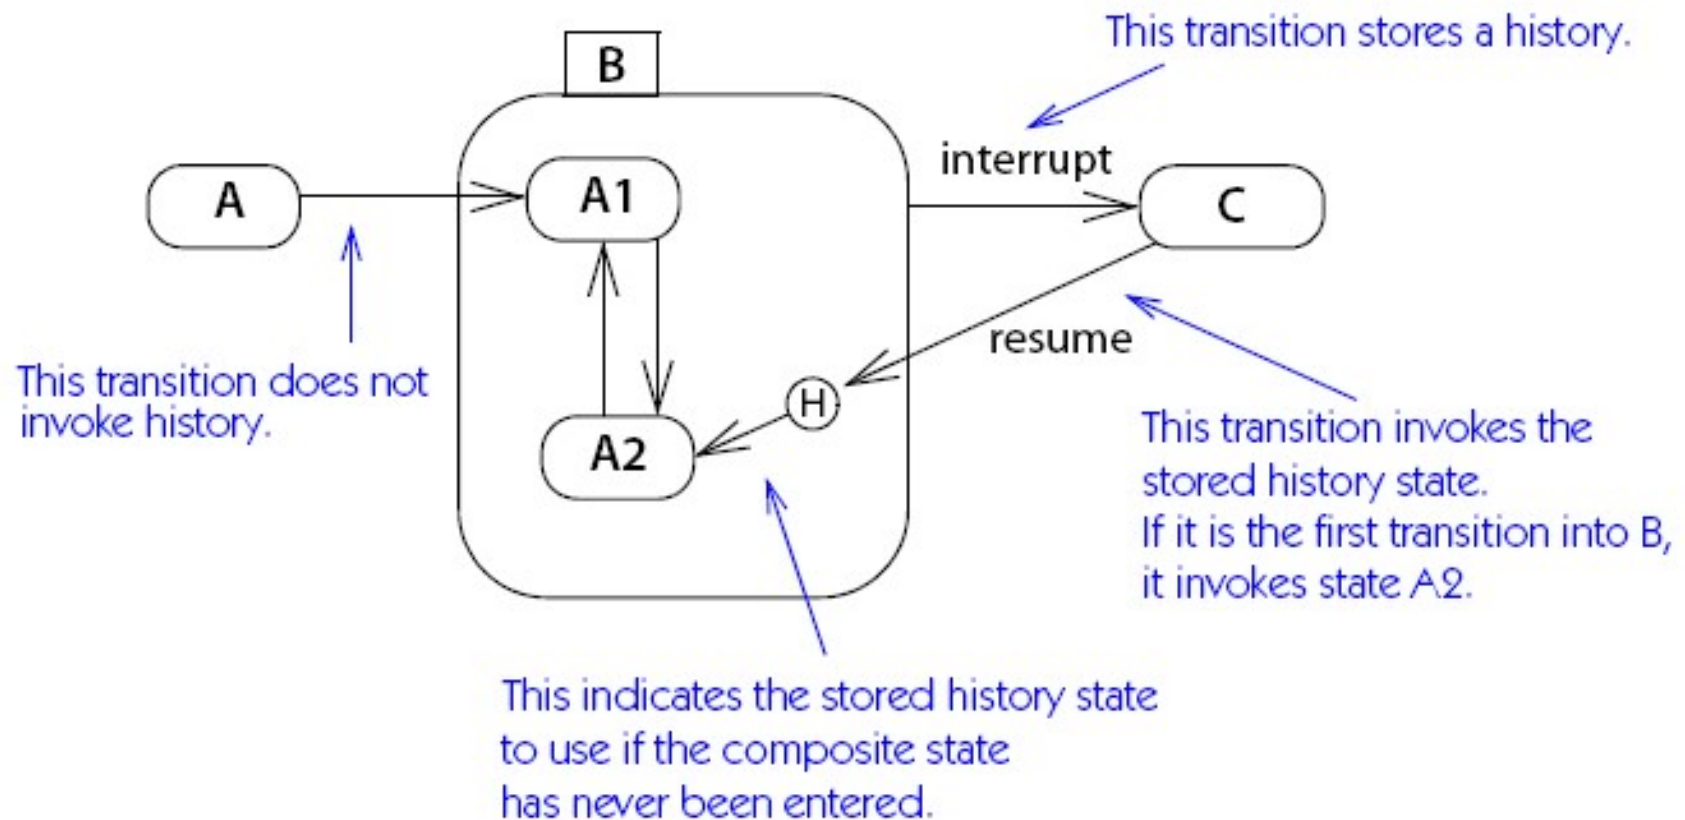 This transition stores a history.
B
interrupt
A
A1
C
resume
This transition does not
invoke history.
H
A2
This transition invokes the
stored history state.
If it is the first transition into B,
it invokes state A2.
This indicates the stored history state
to use if the composite state
has never been entered.